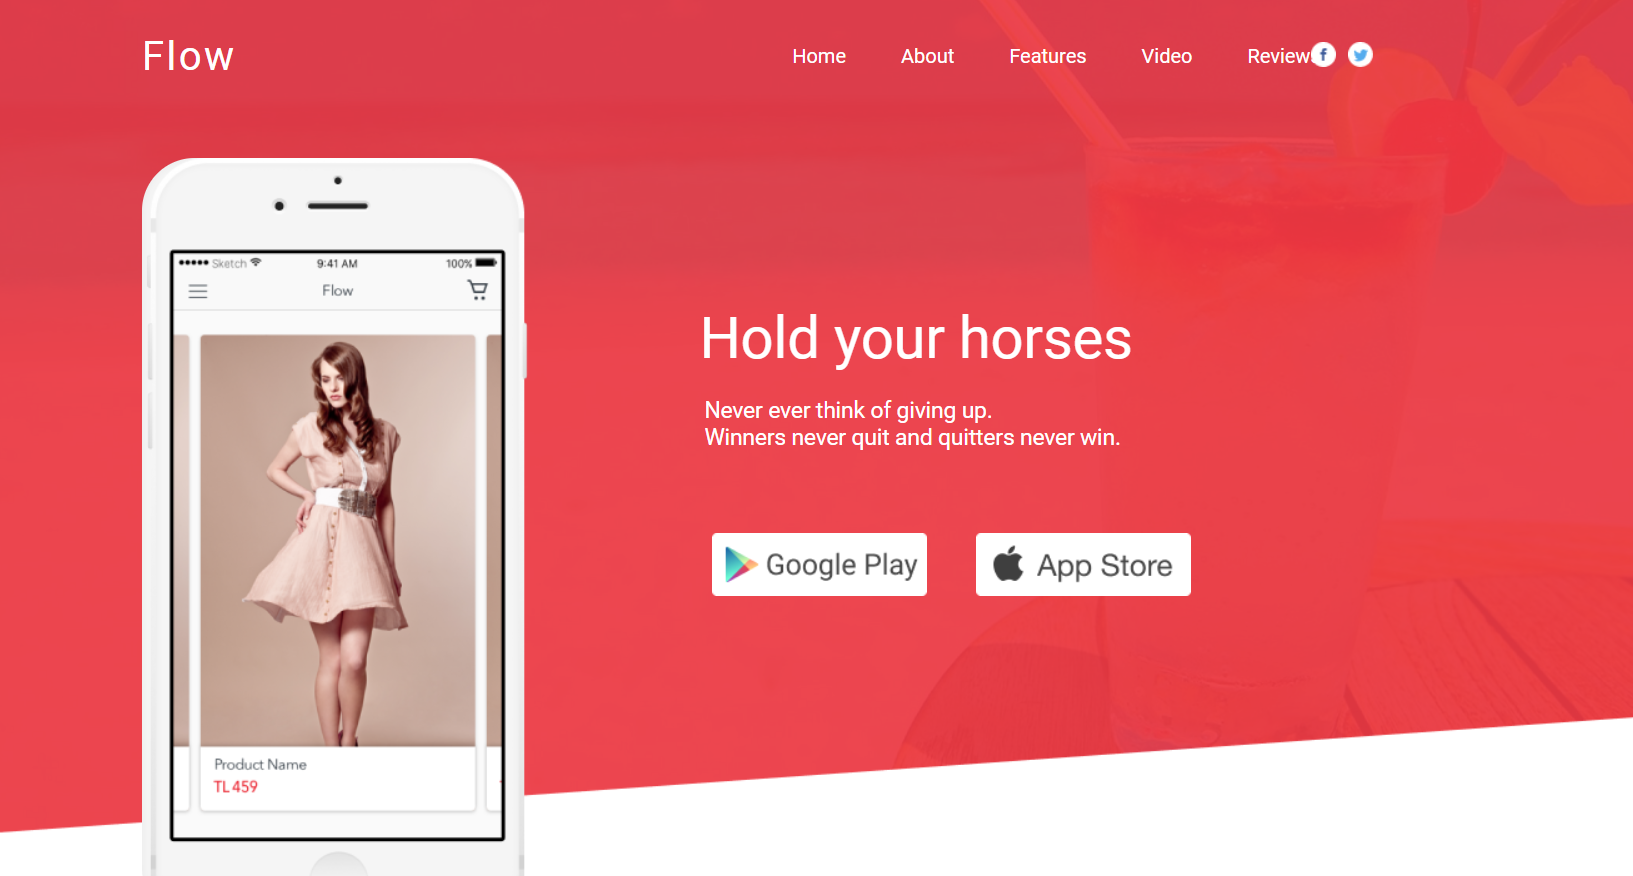 Flow
Home About Features Video Review
Sketch 9:41 AM 100%
Flow
Hold your horses
Never ever think of giving up.
Winners never quit and quitters never win.
Google Play App Store
Product Name
TL 459